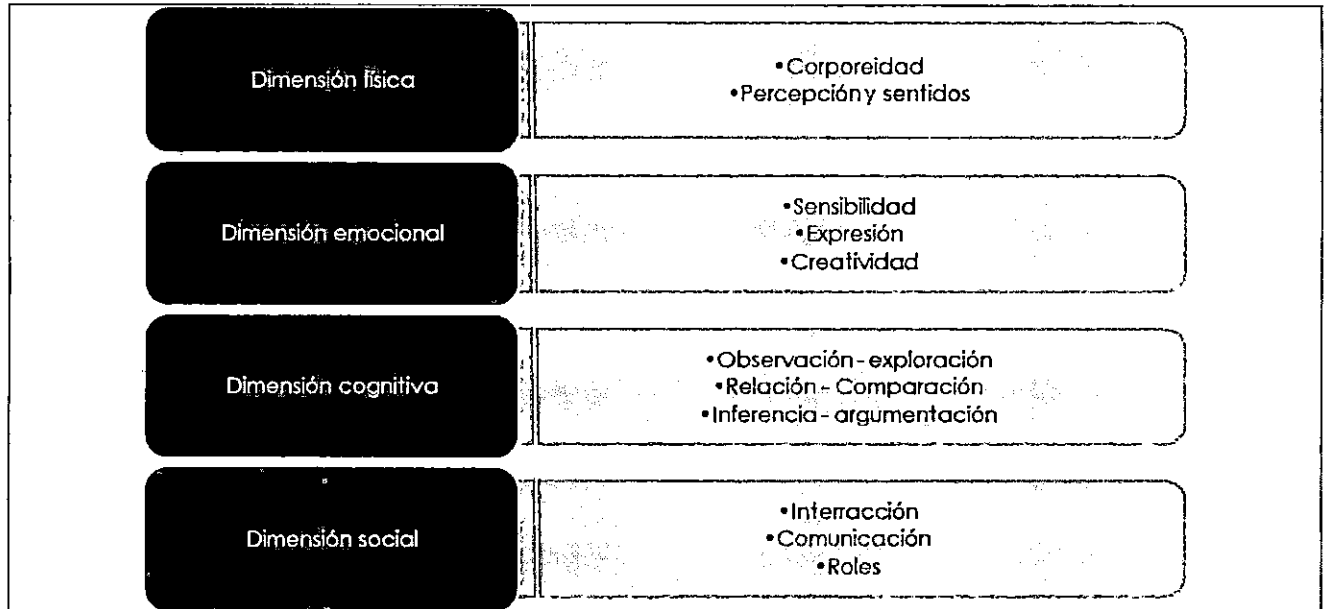 Dimensión física
•Corporeidad
•Percepción y sentidos
Dimensión emocional
•Sensibilidad
•Expresión
•Creatividad
Dimensión cognitiva
•Observación - exploración
•Relación - Comparación
•Inferencia - argumentación
Dimensión social
•Interracción
•Comunicación
•Roles